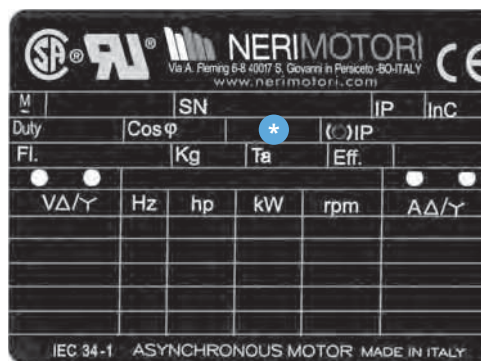 SA ® RU ® NERIMOTORI CE
Via A. Fleming 6-8 40017 S. Giovanni in Persiceto -BO-ITALY
www.nerimotori.com
M~ SN IP InC
Duty Cosφ * IP
Fl. Kg Ta Eff.
VΔ/Y Hz hp kW rpm AΔ/Y
IEC 34-1 ASYNCHRONOUS MOTOR MADE IN ITALY